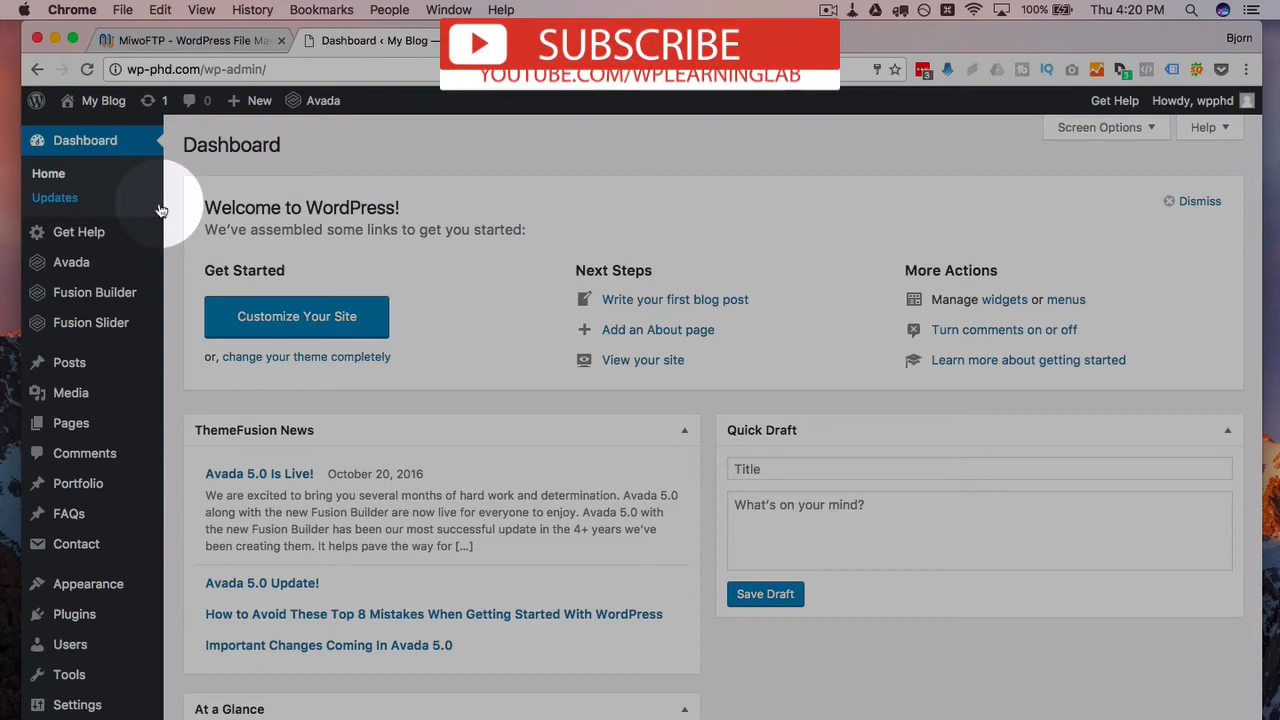 Chrome File Edit View History Bookmarks People Window Help 100% Thu 4:20 PM
MiwoFTP - WordPress File Ma
Dashboard ‹ My Blog —
Bjorn
SUBSCRIBE
YOUTUBE.COM/WPLEARNINGLAB
wp-phd.com/wp-admin/
3
3
My Blog 1 0 New Avada Get Help Howdy, wpphd
Dashboard
Home
Updates
Get Help
Avada
Fusion Builder
Fusion Slider
Posts
Media
Pages
Comments
Portfolio
FAQs
Contact
Appearance
Plugins
Users
Tools
Settings
Screen Options Help
Dashboard
Welcome to WordPress!
Dismiss
We've assembled some links to get you started:
Get Started
Customize Your Site
or, change your theme completely
Next Steps
Write your first blog post
Add an About page
View your site
More Actions
Manage widgets or menus
Turn comments on or off
Learn more about getting started
ThemeFusion News
Avada 5.0 Is Live! October 20, 2016
We are excited to bring you several months of hard work and determination. Avada 5.0
along with the new Fusion Builder are now live for everyone to enjoy. Avada 5.0 with
the new Fusion Builder has been our most successful update in the 4+ years we've
been creating them. It helps pave the way for […]
Avada 5.0 Update!
How to Avoid These Top 8 Mistakes When Getting Started With WordPress
Important Changes Coming In Avada 5.0
At a Glance
Quick Draft
Title
What's on your mind?
Save Draft